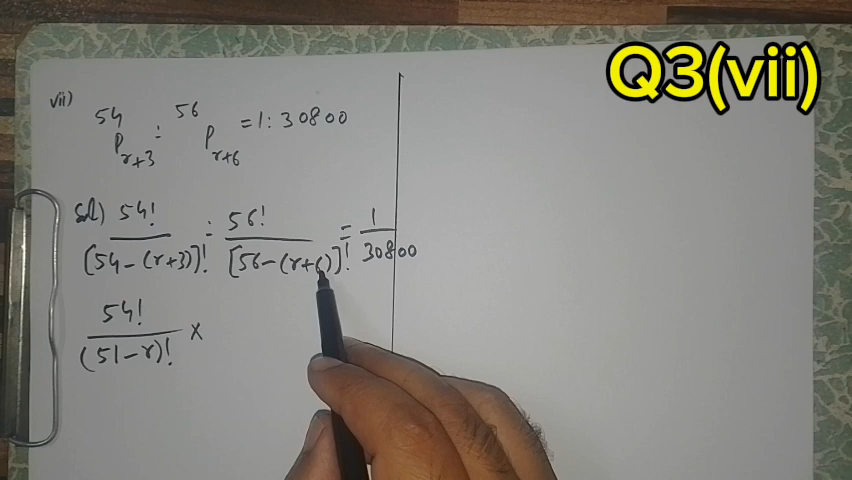 Q3(vii)
vii) ⁵⁴P_{r+3} : ⁵⁶P_{r+6} = 1 : 30800
Sol) 54!/[54-(r+3)]! : 56!/[56-(r+6)]! = 1/30800
54!/(51-r)! ×